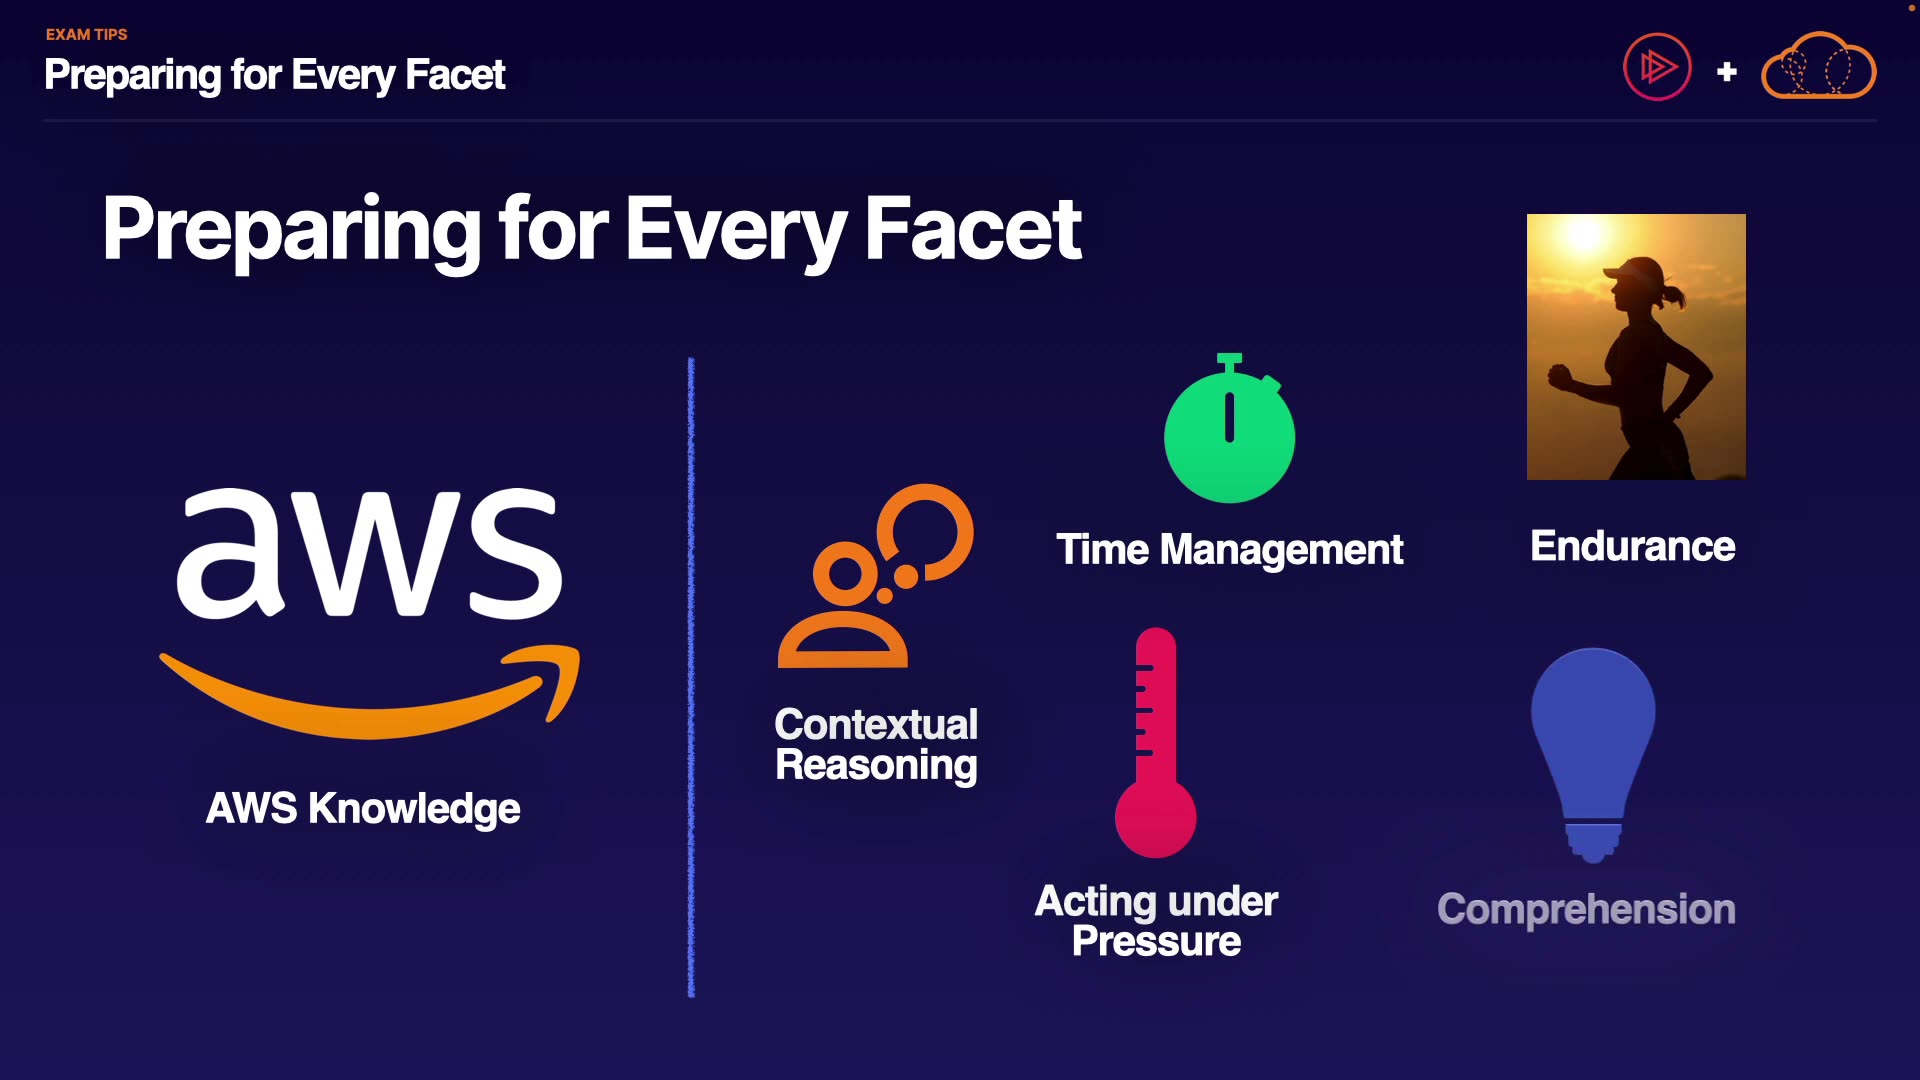 EXAM TIPS
Preparing for Every Facet
Preparing for Every Facet
aws
AWS Knowledge
Contextual
Reasoning
Time Management
Endurance
Acting under
Pressure
Comprehension